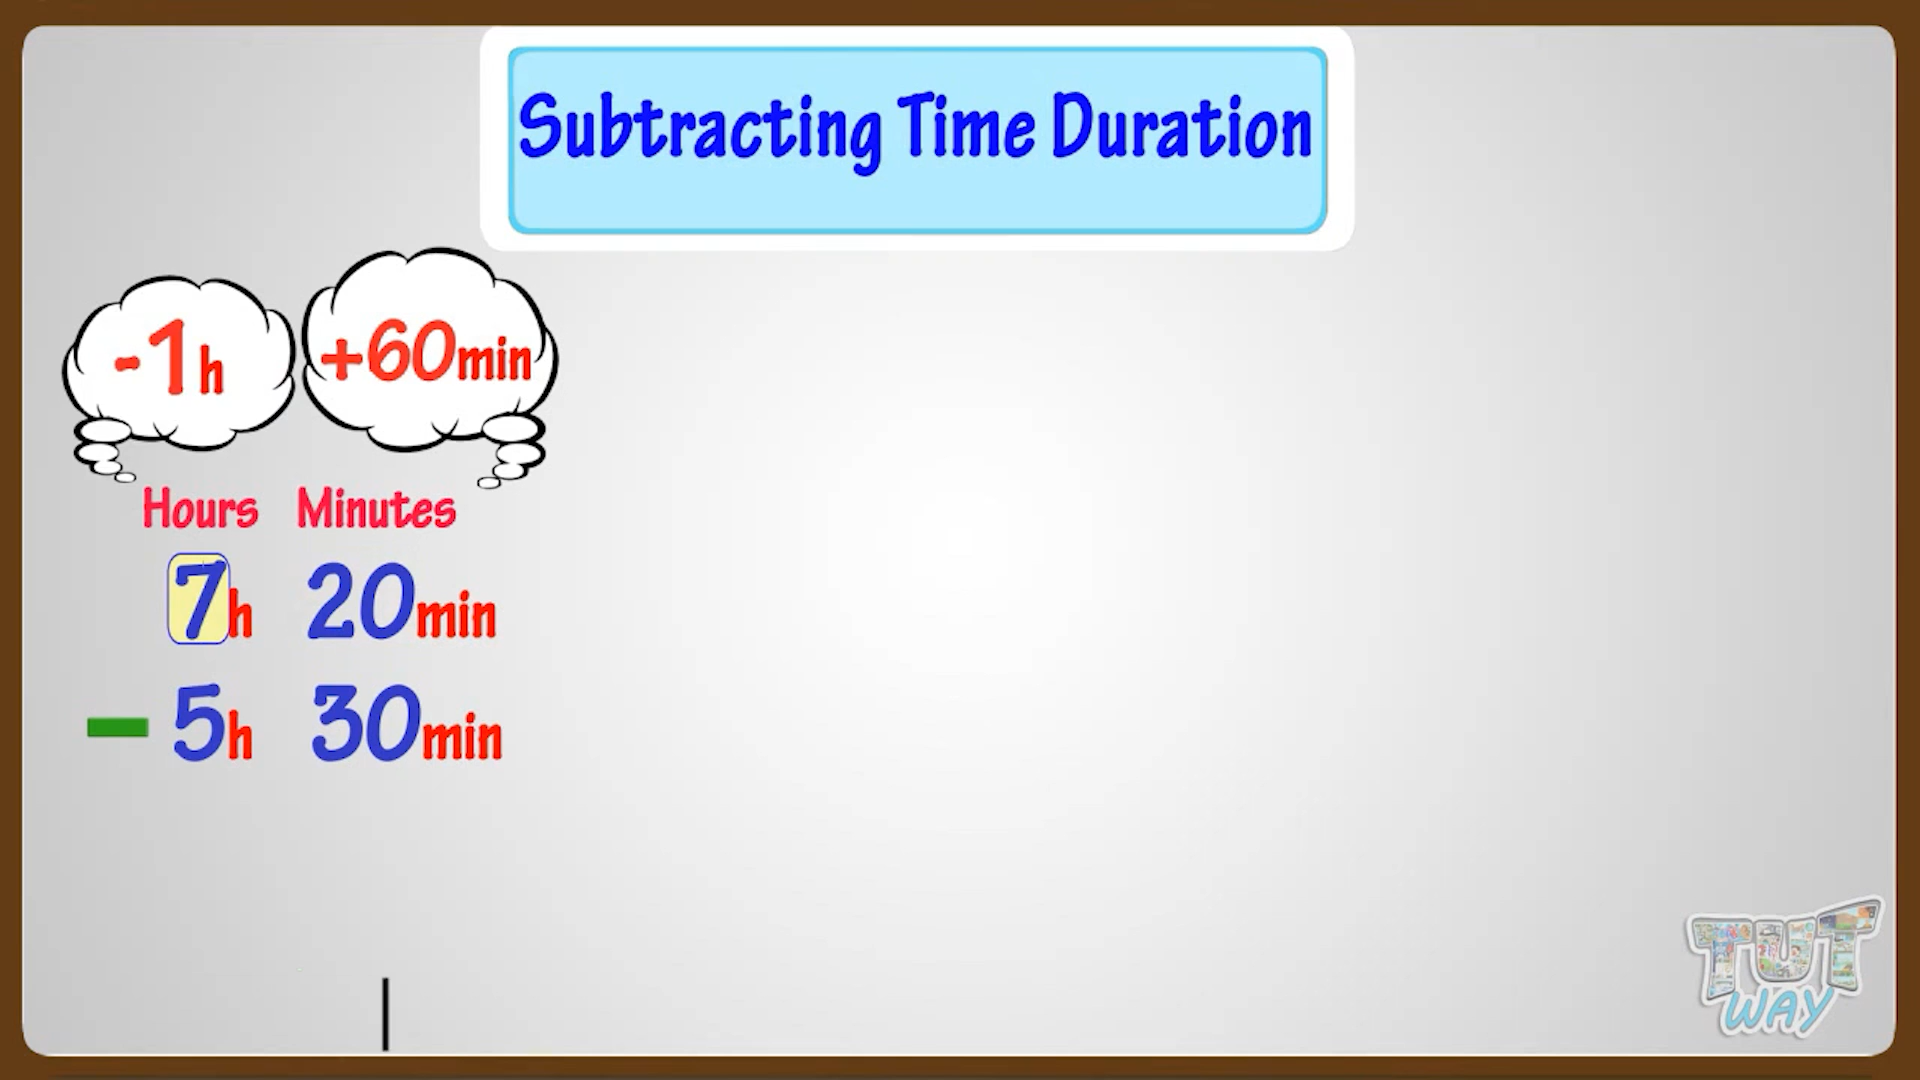 Subtracting Time Duration
-1h +60min
Hours Minutes
7h 20min
- 5h 30min
TUT
WAY